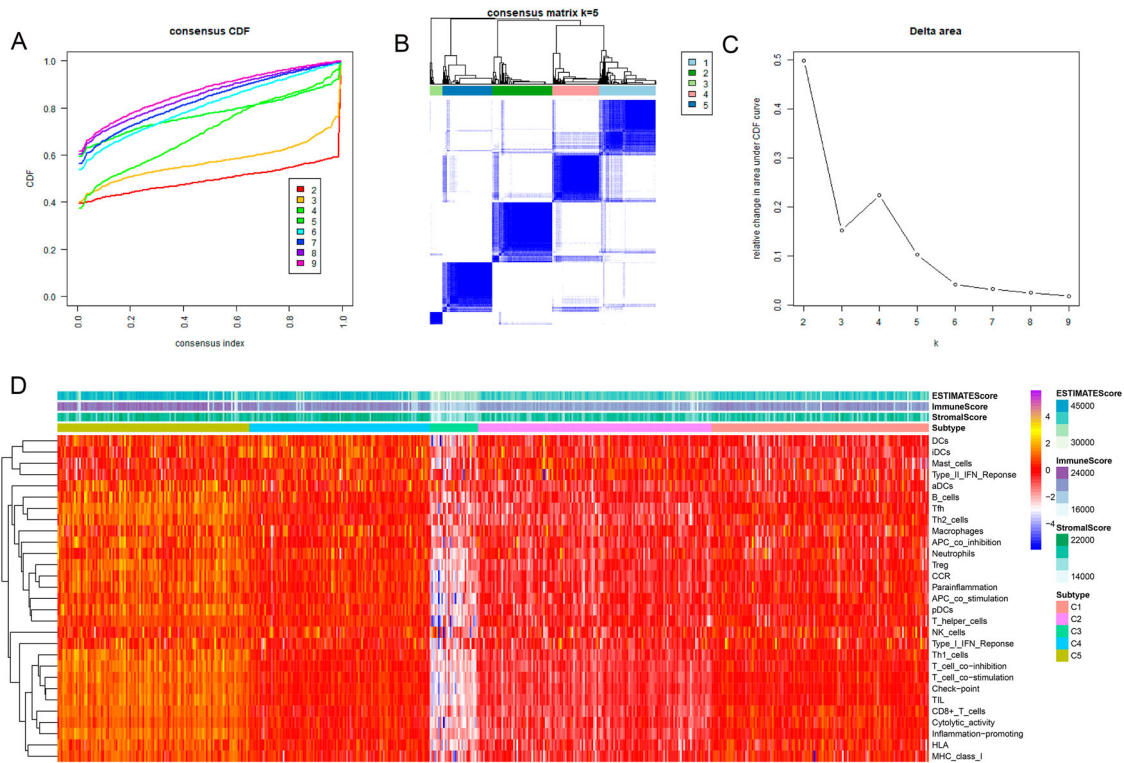 A
consensus CDF
CDF
0.0
0.2
0.4
0.6
0.8
1.0
0.0
0.2
0.4
0.6
0.8
1.0
consensus index
2
3
4
5
6
7
8
9
B
consensus matrix k=5
1
2
3
4
5
C
Delta area
relative change in area under CDF curve
0.0
0.1
0.2
0.3
0.4
0.5
2
3
4
5
6
7
8
9
k
D
ESTIMATEScore
ImmuneScore
StromalScore
Subtype
DCs
iDCs
Mast_cells
Type_II_IFN_Reponse
aDCs
B_cells
Tfh
Th2_cells
Macrophages
APC_co_inhibition
Neutrophils
Treg
CCR
Parainflammation
APC_co_stimulation
pDCs
T_helper_cells
NK_cells
Type_I_IFN_Reponse
Th1_cells
T_cell_co-inhibition
T_cell_co-stimulation
Check-point
TIL
CD8+_T_cells
Cytolytic_activity
Inflammation-promoting
HLA
MHC_class_I
4
2
0
-2
-4
ESTIMATEScore
45000
30000
ImmuneScore
24000
16000
StromalScore
22000
14000
Subtype
C1
C2
C3
C4
C5